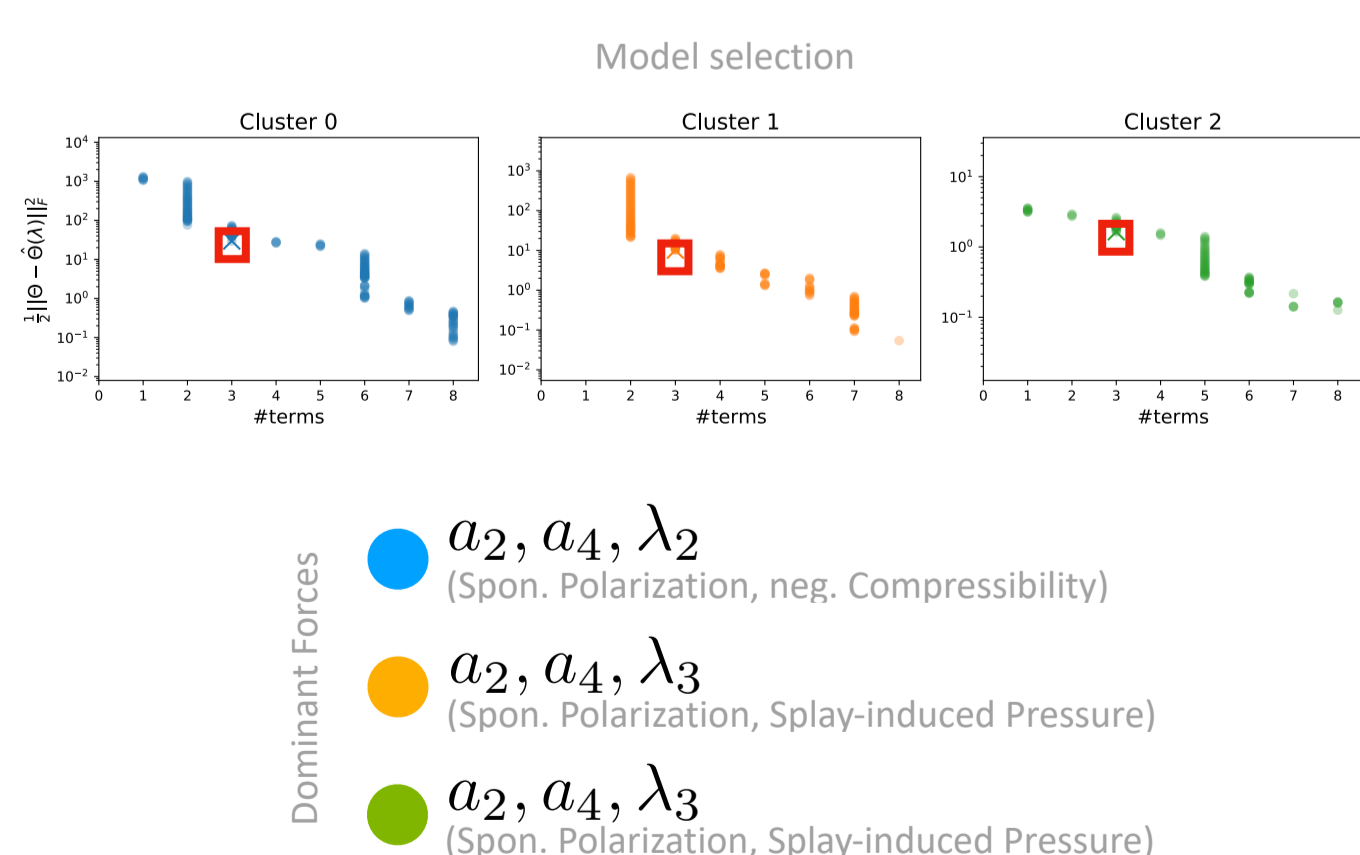 Model selection
Cluster 0
Cluster 1
Cluster 2
½||Θ − Θ̂(λ)||²_F
10⁴
10³
10²
10¹
10⁰
10⁻¹
10⁻²
0 1 2 3 4 5 6 7 8
#terms
10³
10²
10¹
10⁰
10⁻¹
10⁻²
0 1 2 3 4 5 6 7 8
#terms
10¹
10⁰
10⁻¹
0 1 2 3 4 5 6 7 8
#terms
Dominant Forces
a₂, a₄, λ₂
(Spon. Polarization, neg. Compressibility)
a₂, a₄, λ₃
(Spon. Polarization, Splay-induced Pressure)
a₂, a₄, λ₃
(Spon. Polarization, Splay-induced Pressure)